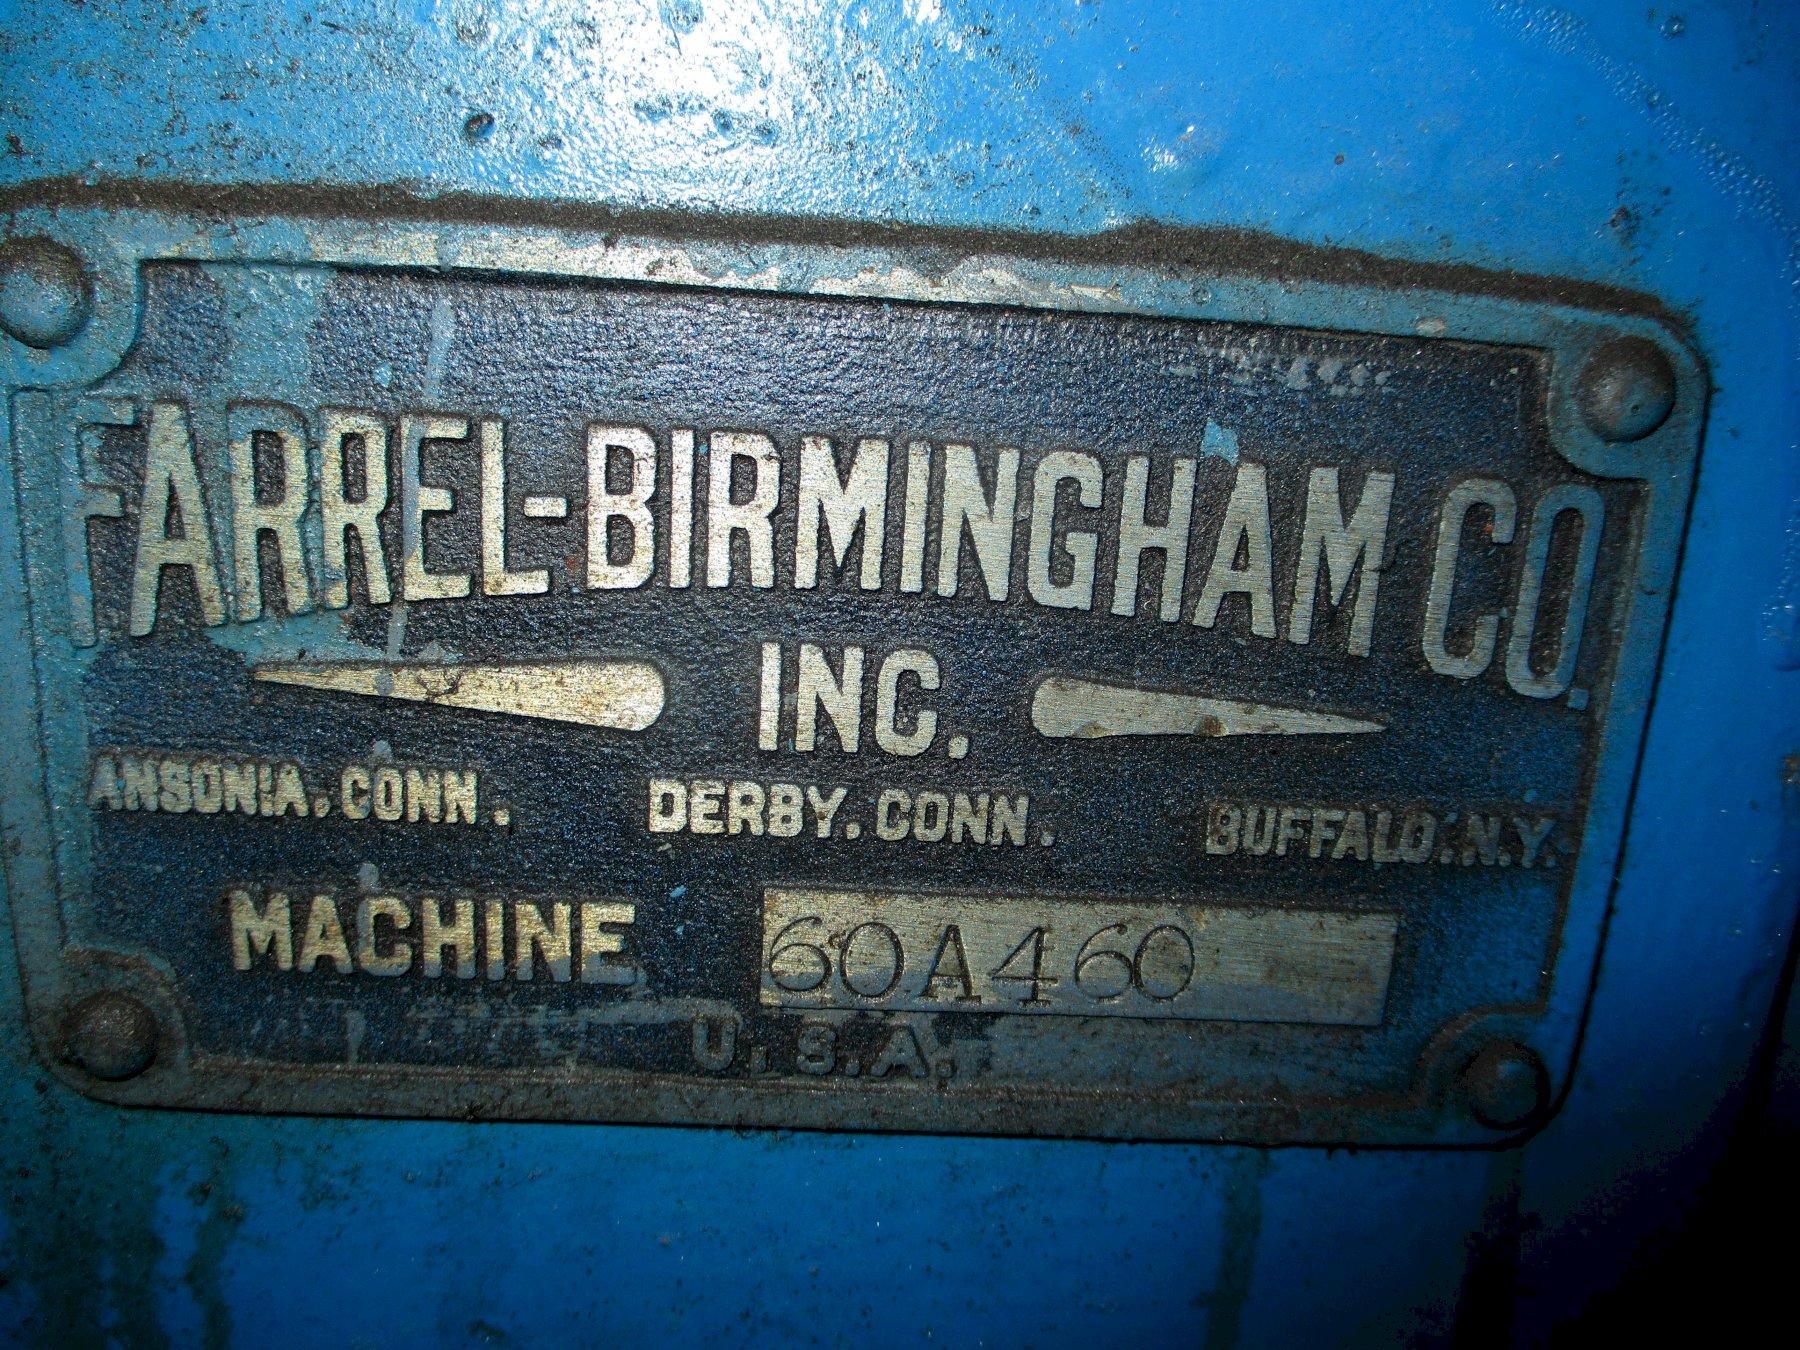 FARREL-BIRMINGHAM CO.
INC.
ANSONIA, CONN. DERBY, CONN. BUFFALO, N.Y.
MACHINE 60A460
U.S.A.